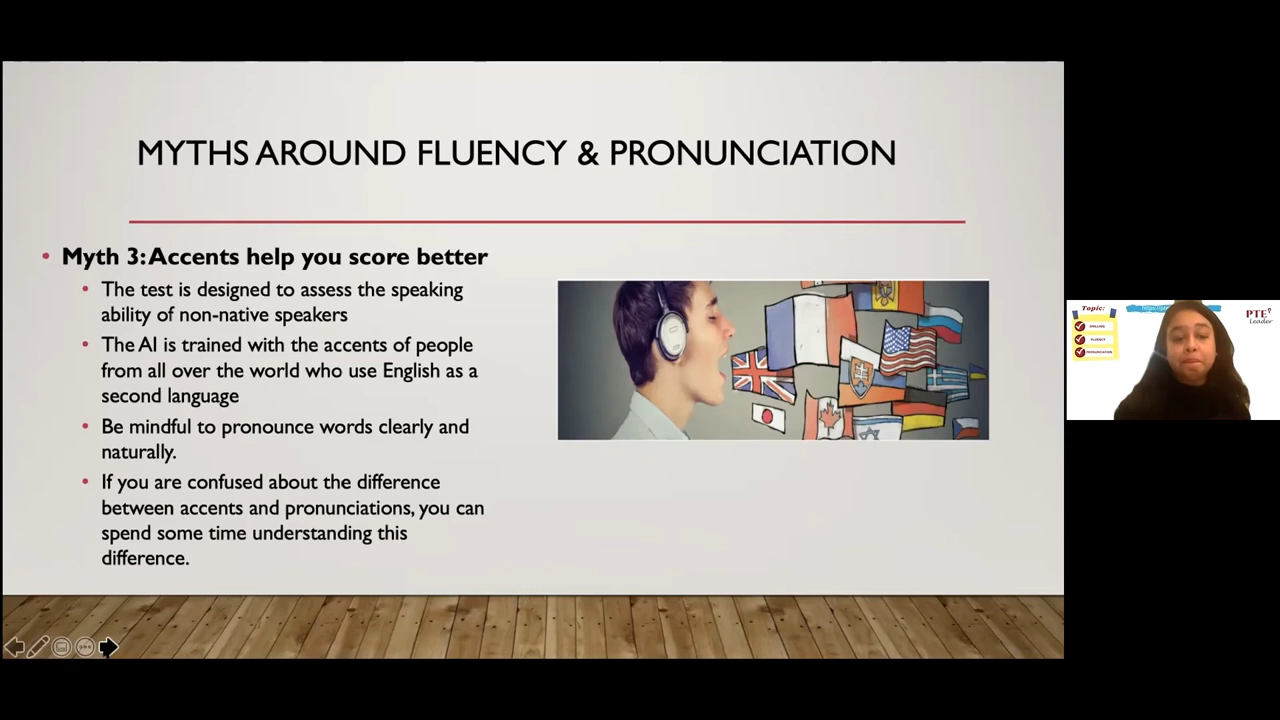 MYTHS AROUND FLUENCY & PRONUNCIATION
• Myth 3: Accents help you score better
• The test is designed to assess the speaking
ability of non-native speakers
• The AI is trained with the accents of people
from all over the world who use English as a
second language
• Be mindful to pronounce words clearly and
naturally.
• If you are confused about the difference
between accents and pronunciations, you can
spend some time understanding this
difference.
Topic:
SPELLING
FLUENCY
PRONUNCIATION
PTE
Leader